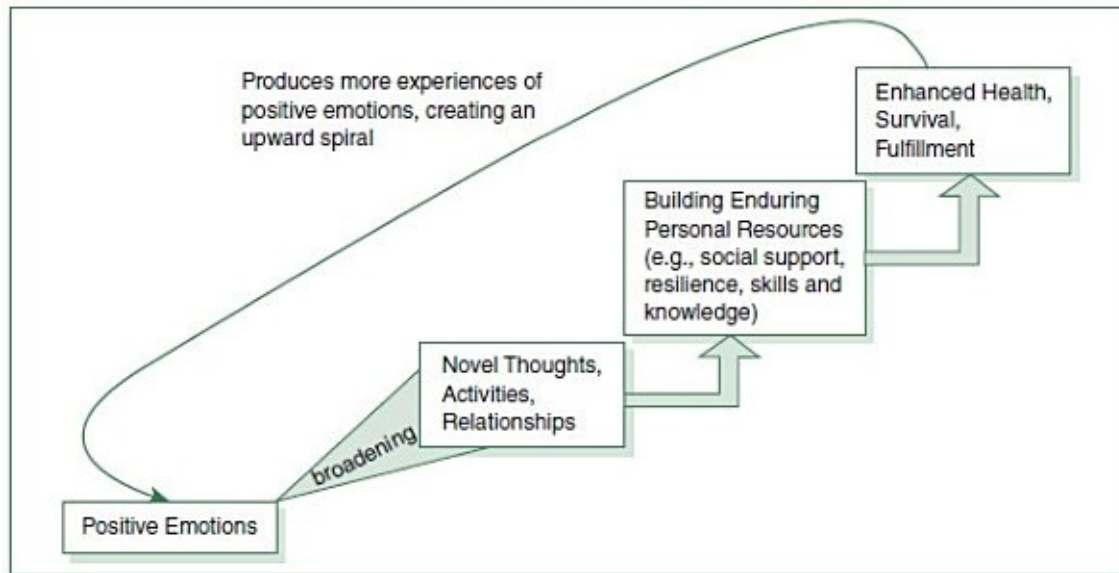 Produces more experiences of
positive emotions, creating an
upward spiral
Enhanced Health,
Survival,
Fulfillment
Building Enduring
Personal Resources
(e.g., social support,
resilience, skills and
knowledge)
Novel Thoughts,
Activities,
Relationships
broadening
Positive Emotions